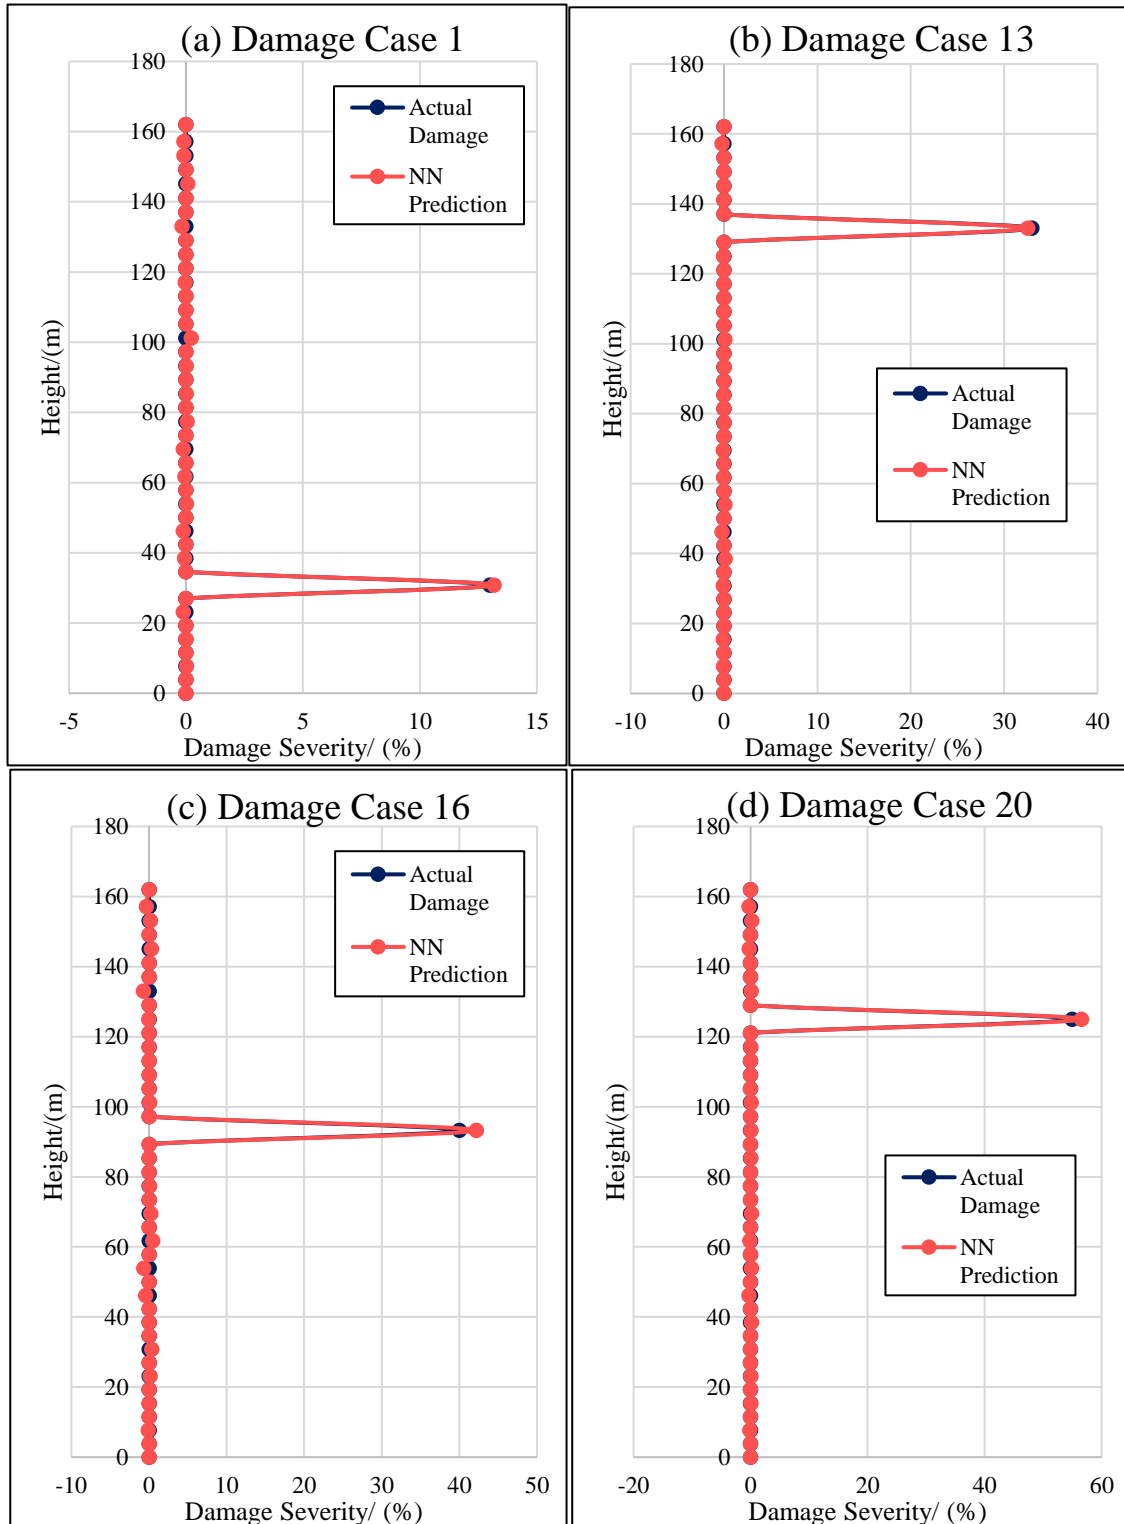 (a) Damage Case 1
180
160
140
120
100
80
60
40
20
0
-5
0
5
10
15
Height/(m)
Damage Severity/ (%)
Actual
Damage
NN
Prediction
(b) Damage Case 13
180
160
140
120
100
80
60
40
20
0
-10
0
10
20
30
40
Height/(m)
Damage Severity/ (%)
Actual
Damage
NN
Prediction
(c) Damage Case 16
180
160
140
120
100
80
60
40
20
0
-10
0
10
20
30
40
50
Height/(m)
Damage Severity/ (%)
Actual
Damage
NN
Prediction
(d) Damage Case 20
180
160
140
120
100
80
60
40
20
0
-20
0
20
40
60
Height/(m)
Damage Severity/ (%)
Actual
Damage
NN
Prediction